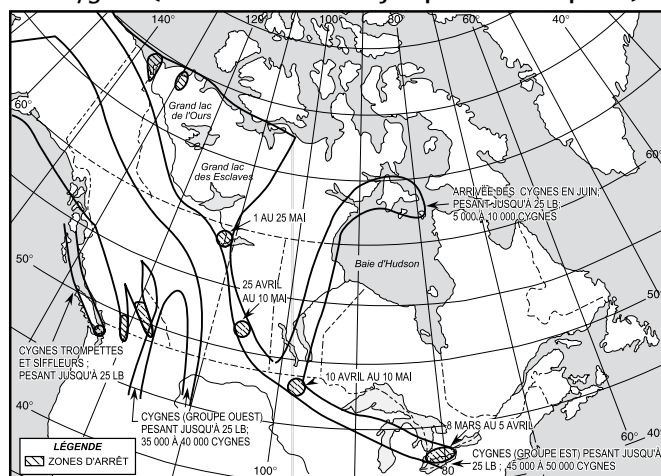 140° 120° 110° 100° 90° 80° 60° 40°
60°
Grand lac
de l'Ours
Grand lac
des Esclaves
60°
ARRIVÉE DES CYGNES EN JUIN;
PESANT JUSQU'À 25 LB;
5 000 À 10 000 CYGNES
1 AU 25 MAI
Baie d'Hudson
50°
25 AVRIL
AU 10 MAI
50°
CYGNES TROMPETTES
ET SIFFLEURS ;
PESANT JUSQU'À 25 LB
10 AVRIL AU 10 MAI
40°
CYGNES (GROUPE OUEST)
PESANT JUSQU'À 25 LB;
35 000 À 40 000 CYGNES
8 MARS AU 5 AVRIL
40°
CYGNES (GROUPE EST) PESANT JUSQU'À
25 LB ; 45 000 À 50 000 CYGNES
LÉGENDE
ZONES D'ARRÊT
100° 80°